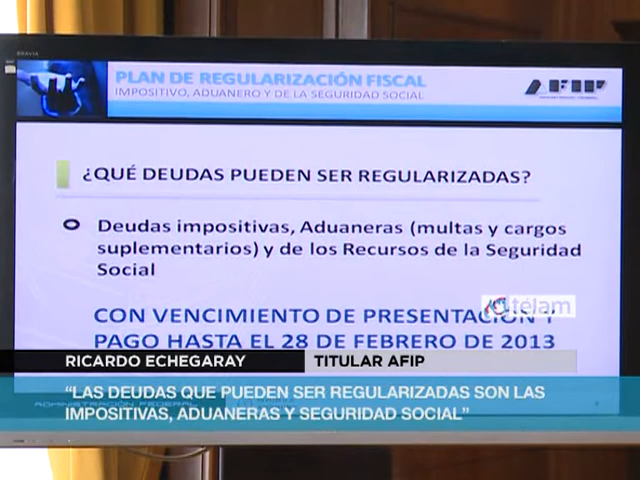 BRAVIA
PLAN DE REGULARIZACIÓN FISCAL
IMPOSITIVO, ADUANERO Y DE LA SEGURIDAD SOCIAL
AFIP
¿QUÉ DEUDAS PUEDEN SER REGULARIZADAS?
Deudas impositivas, Aduaneras (multas y cargos
suplementarios) y de los Recursos de la Seguridad
Social
télam
CON VENCIMIENTO DE PRESENTACIÓN Y
PAGO HASTA EL 28 DE FEBRERO DE 2013
RICARDO ECHEGARAY TITULAR AFIP
“LAS DEUDAS QUE PUEDEN SER REGULARIZADAS SON LAS
IMPOSITIVAS, ADUANERAS Y SEGURIDAD SOCIAL”
ADMINISTRACIÓN FEDERAL